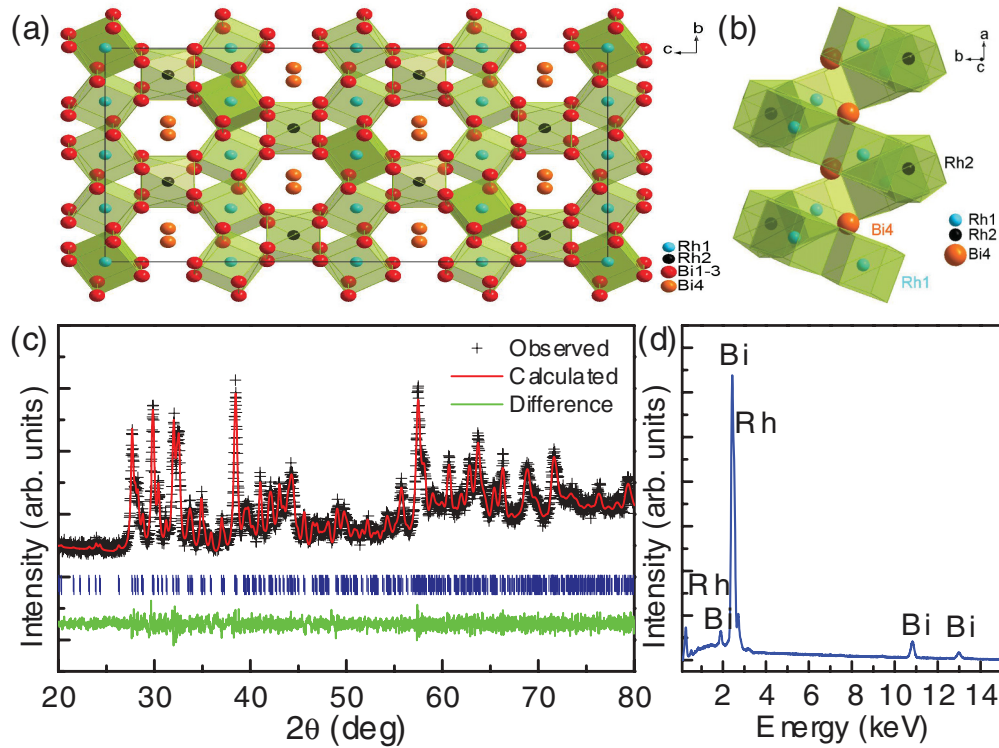 (a)
b
c
Rh1
Rh2
Bi1-3
Bi4
(b)
a
b
c
Rh2
Bi4
Rh1
Rh1
Rh2
Bi4
(c)
Observed
Calculated
Difference
Intensity (arb. units)
20 30 40 50 60 70 80
2θ (deg)
(d)
Bi
Rh
Rh
Bi
Bi Bi
Intensity (arb. units)
2 4 6 8 10 12 14
Energy (keV)